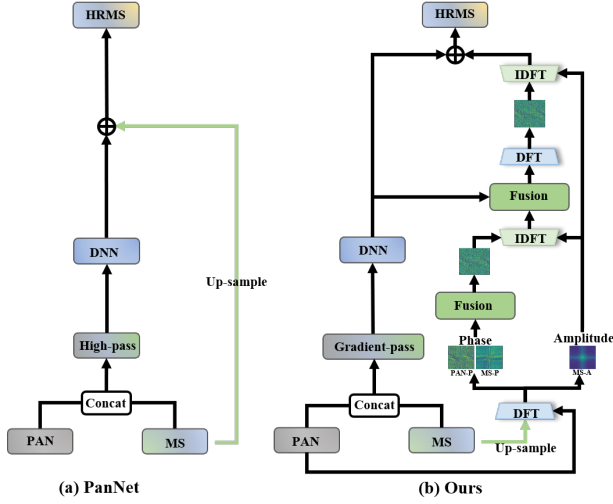 HRMS
DNN
Up-sample
High-pass
Concat
PAN
MS
(a) PanNet
HRMS
IDFT
DFT
Fusion
DNN
IDFT
Fusion
Gradient-pass
Phase
Amplitude
PAN-P
MS-P
MS-A
Concat
DFT
PAN
MS
Up-sample
(b) Ours